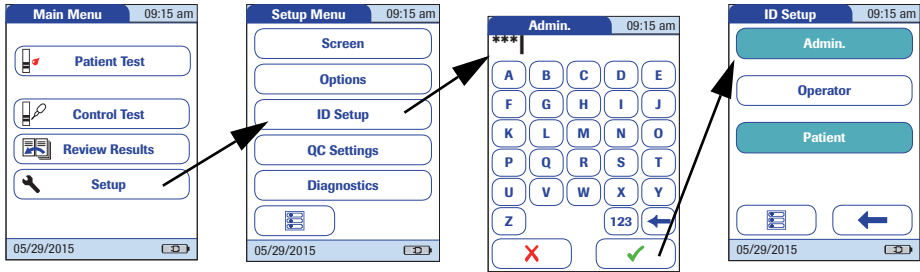 Main Menu 09:15 am
Patient Test
Control Test
Review Results
Setup
05/29/2015
Setup Menu 09:15 am
Screen
Options
ID Setup
QC Settings
Diagnostics
05/29/2015
Admin. 09:15 am
***
A B C D E
F G H I J
K L M N O
P Q R S T
U V W X Y
Z 123
ID Setup 09:15 am
Admin.
Operator
Patient
05/29/2015